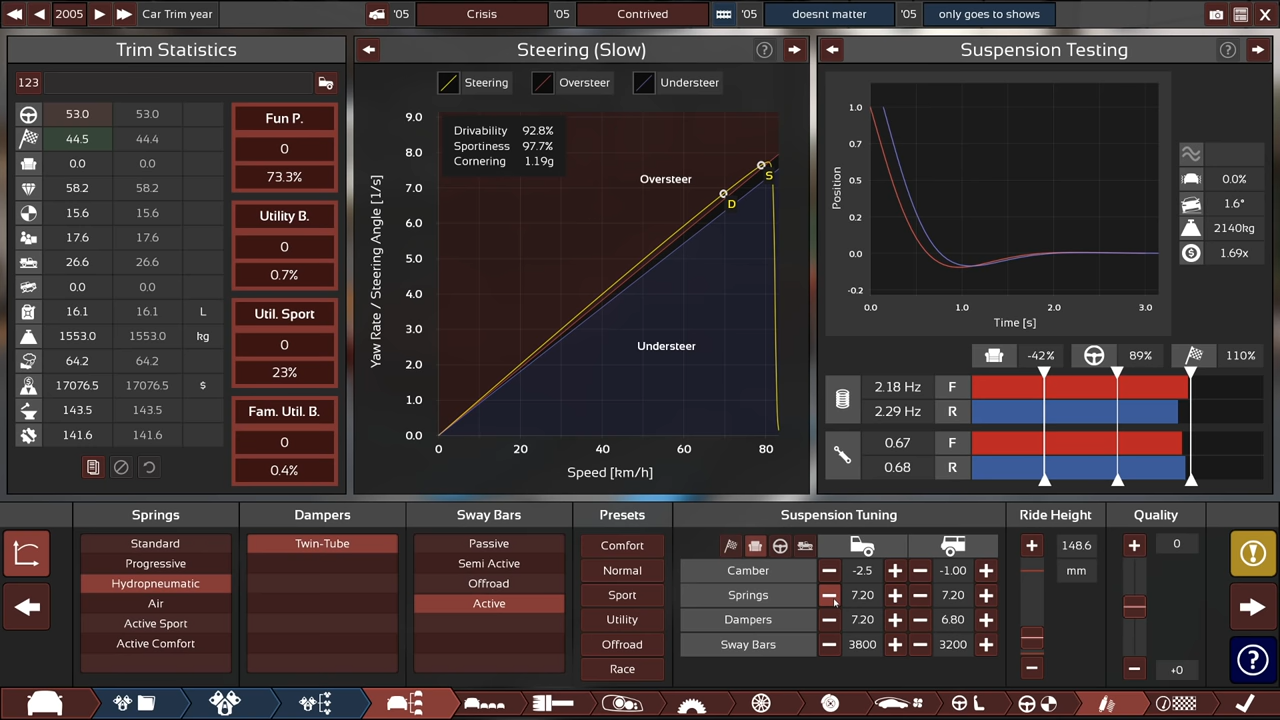 2005 Car Trim year '05 Crisis '05 Contrived '05 doesnt matter '05 only goes to shows
Trim Statistics
123
53.0 53.0
44.5 44.4
0.0 0.0
58.2 58.2
15.6 15.6
17.6 17.6
26.6 26.6
0.0 0.0
16.1 16.1 L
1553.0 1553.0 kg
64.2 64.2
17076.5 17076.5 $
143.5 143.5
141.6 141.6
Fun P.
0
73.3%
Utility B.
0
0.7%
Util. Sport
0
23%
Fam. Util. B.
0
0.4%
Steering (Slow) ?
Steering Oversteer Understeer
Drivability 92.8%
Sportiness 97.7%
Cornering 1.19g
Oversteer
S
D
Understeer
Yaw Rate / Steering Angle [1/s]
9.0
8.0
7.0
6.0
5.0
4.0
3.0
2.0
1.0
0.0
0 20 40 60 80
Speed [km/h]
Suspension Testing ?
Position
1.0
0.7
0.5
0.2
0.0
-0.2
0.0 1.0 2.0 3.0
Time [s]
0.0%
1.6°
2140kg
1.69x
-42% 89% 110%
2.18 Hz F
2.29 Hz R
0.67 F
0.68 R
Springs
Standard
Progressive
Hydropneumatic
Air
Active Sport
Active Comfort
Dampers
Twin-Tube
Sway Bars
Passive
Semi Active
Offroad
Active
Presets
Comfort
Normal
Sport
Utility
Offroad
Race
Suspension Tuning
Camber -2.5 -1.00
Springs 7.20 7.20
Dampers 7.20 6.80
Sway Bars 3800 3200
Ride Height
148.6
mm
Quality
0
+0